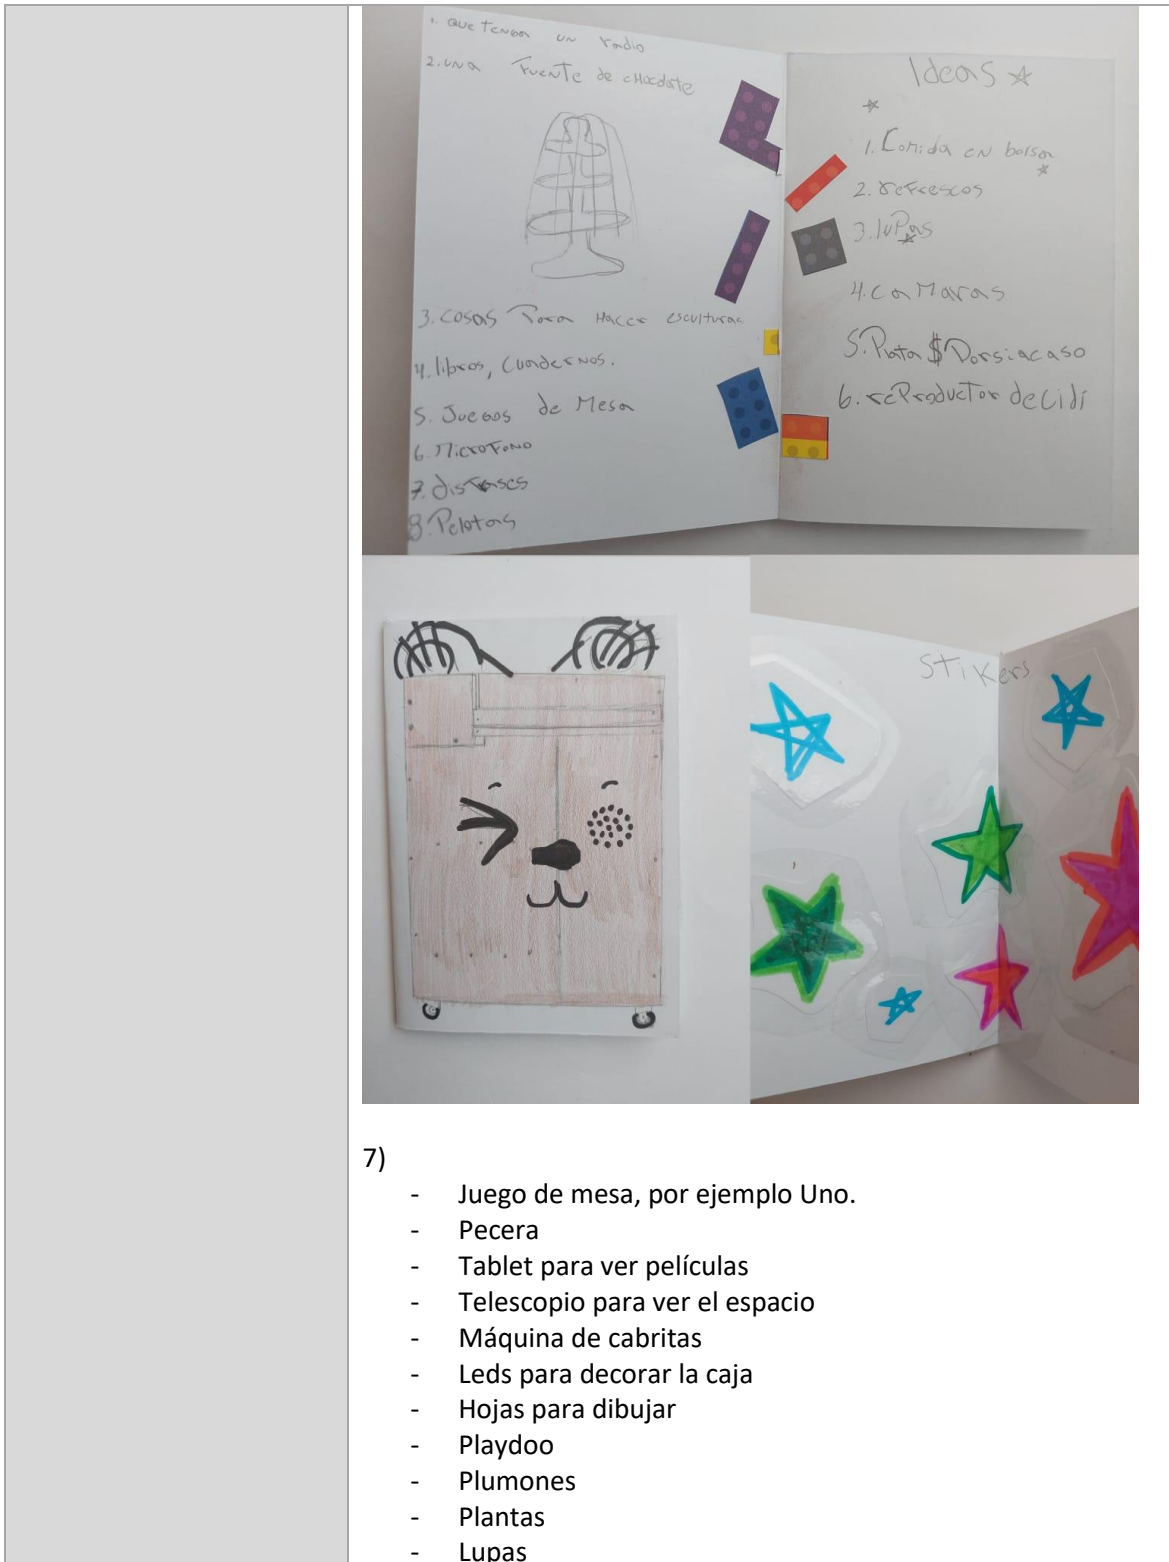 1. QUE TENGA UN radio
2. UNA FUENTE de cHocolate
3. COSAS Para Hacer esculturas
4. libros, Cuadernos.
5. Juegos de Mesa
6. MicroFoNo
7. disfrases
8. Pelotas
Ideas
1. Comida en bolsa
2. reFrescos
3. luPas
4. caMaras
5. Plata $ Porsiacaso
6. rePrOductor deCidi
Stikers
7)
- Juego de mesa, por ejemplo Uno.
- Pecera
- Tablet para ver películas
- Telescopio para ver el espacio
- Máquina de cabritas
- Leds para decorar la caja
- Hojas para dibujar
- Playdoo
- Plumones
- Plantas
- Lupas